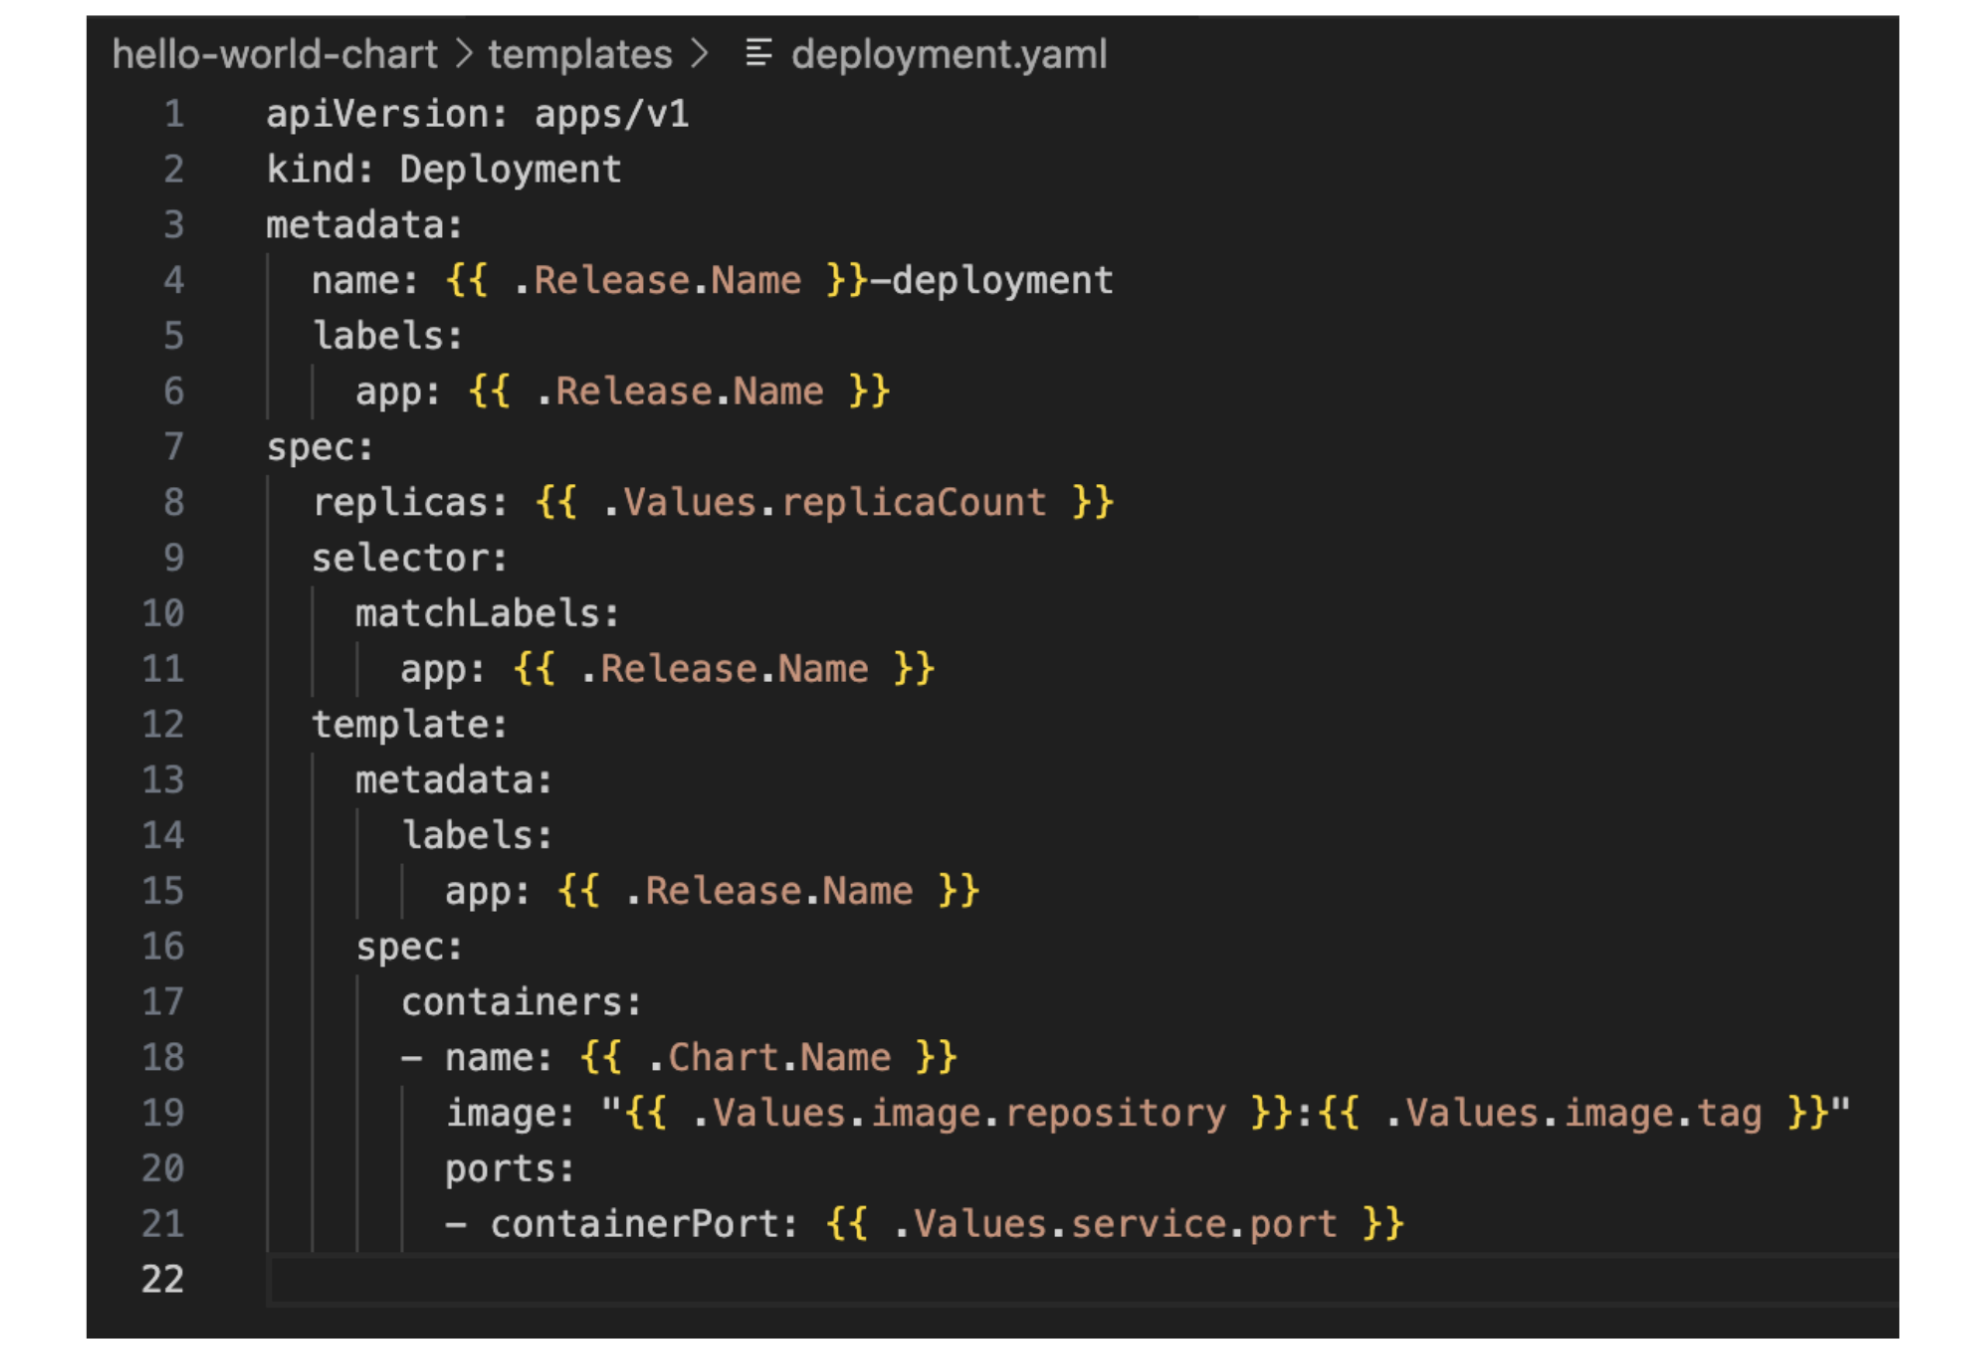 hello-world-chart > templates > deployment.yaml
1 apiVersion: apps/v1
2 kind: Deployment
3 metadata:
4   name: {{ .Release.Name }}-deployment
5   labels:
6     app: {{ .Release.Name }}
7 spec:
8   replicas: {{ .Values.replicaCount }}
9   selector:
10     matchLabels:
11       app: {{ .Release.Name }}
12   template:
13     metadata:
14       labels:
15         app: {{ .Release.Name }}
16     spec:
17       containers:
18       - name: {{ .Chart.Name }}
19         image: "{{ .Values.image.repository }}:{{ .Values.image.tag }}"
20         ports:
21         - containerPort: {{ .Values.service.port }}
22